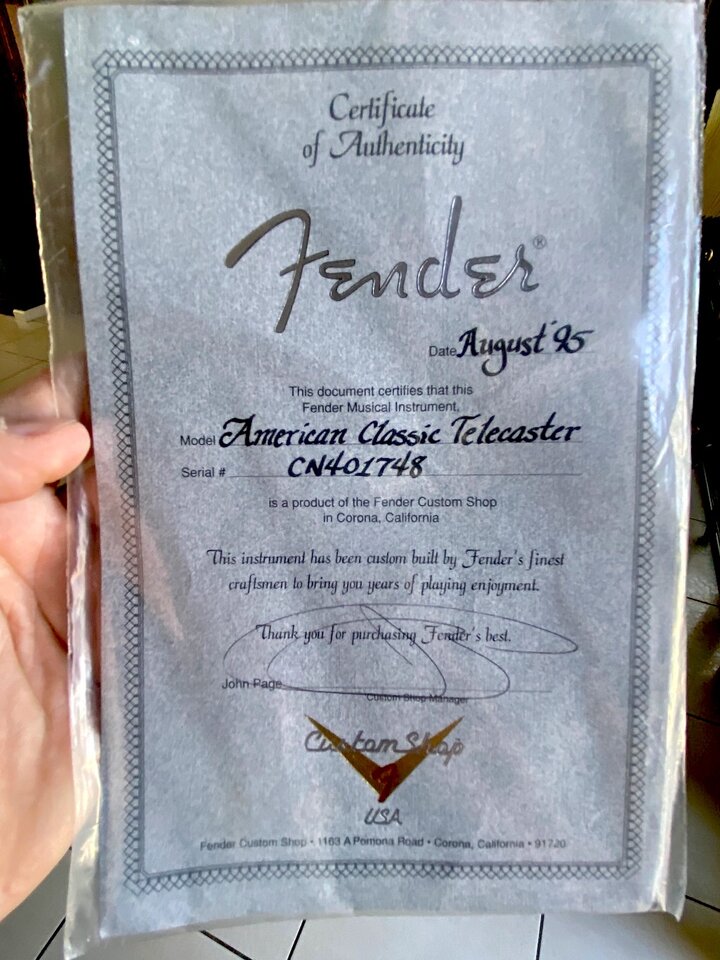 Certificate
of Authenticity
Fender®
Date August '95
This document certifies that this
Fender Musical Instrument,
Model American Classic Telecaster
Serial # CN401748
is a product of the Fender Custom Shop
in Corona, California
This instrument has been custom built by Fender's finest
craftsmen to bring you years of playing enjoyment.
Thank you for purchasing Fender's best.
John Page
Custom Shop Manager
Custom Shop
USA
Fender Custom Shop • 1163 A Pomona Road • Corona, California • 91720